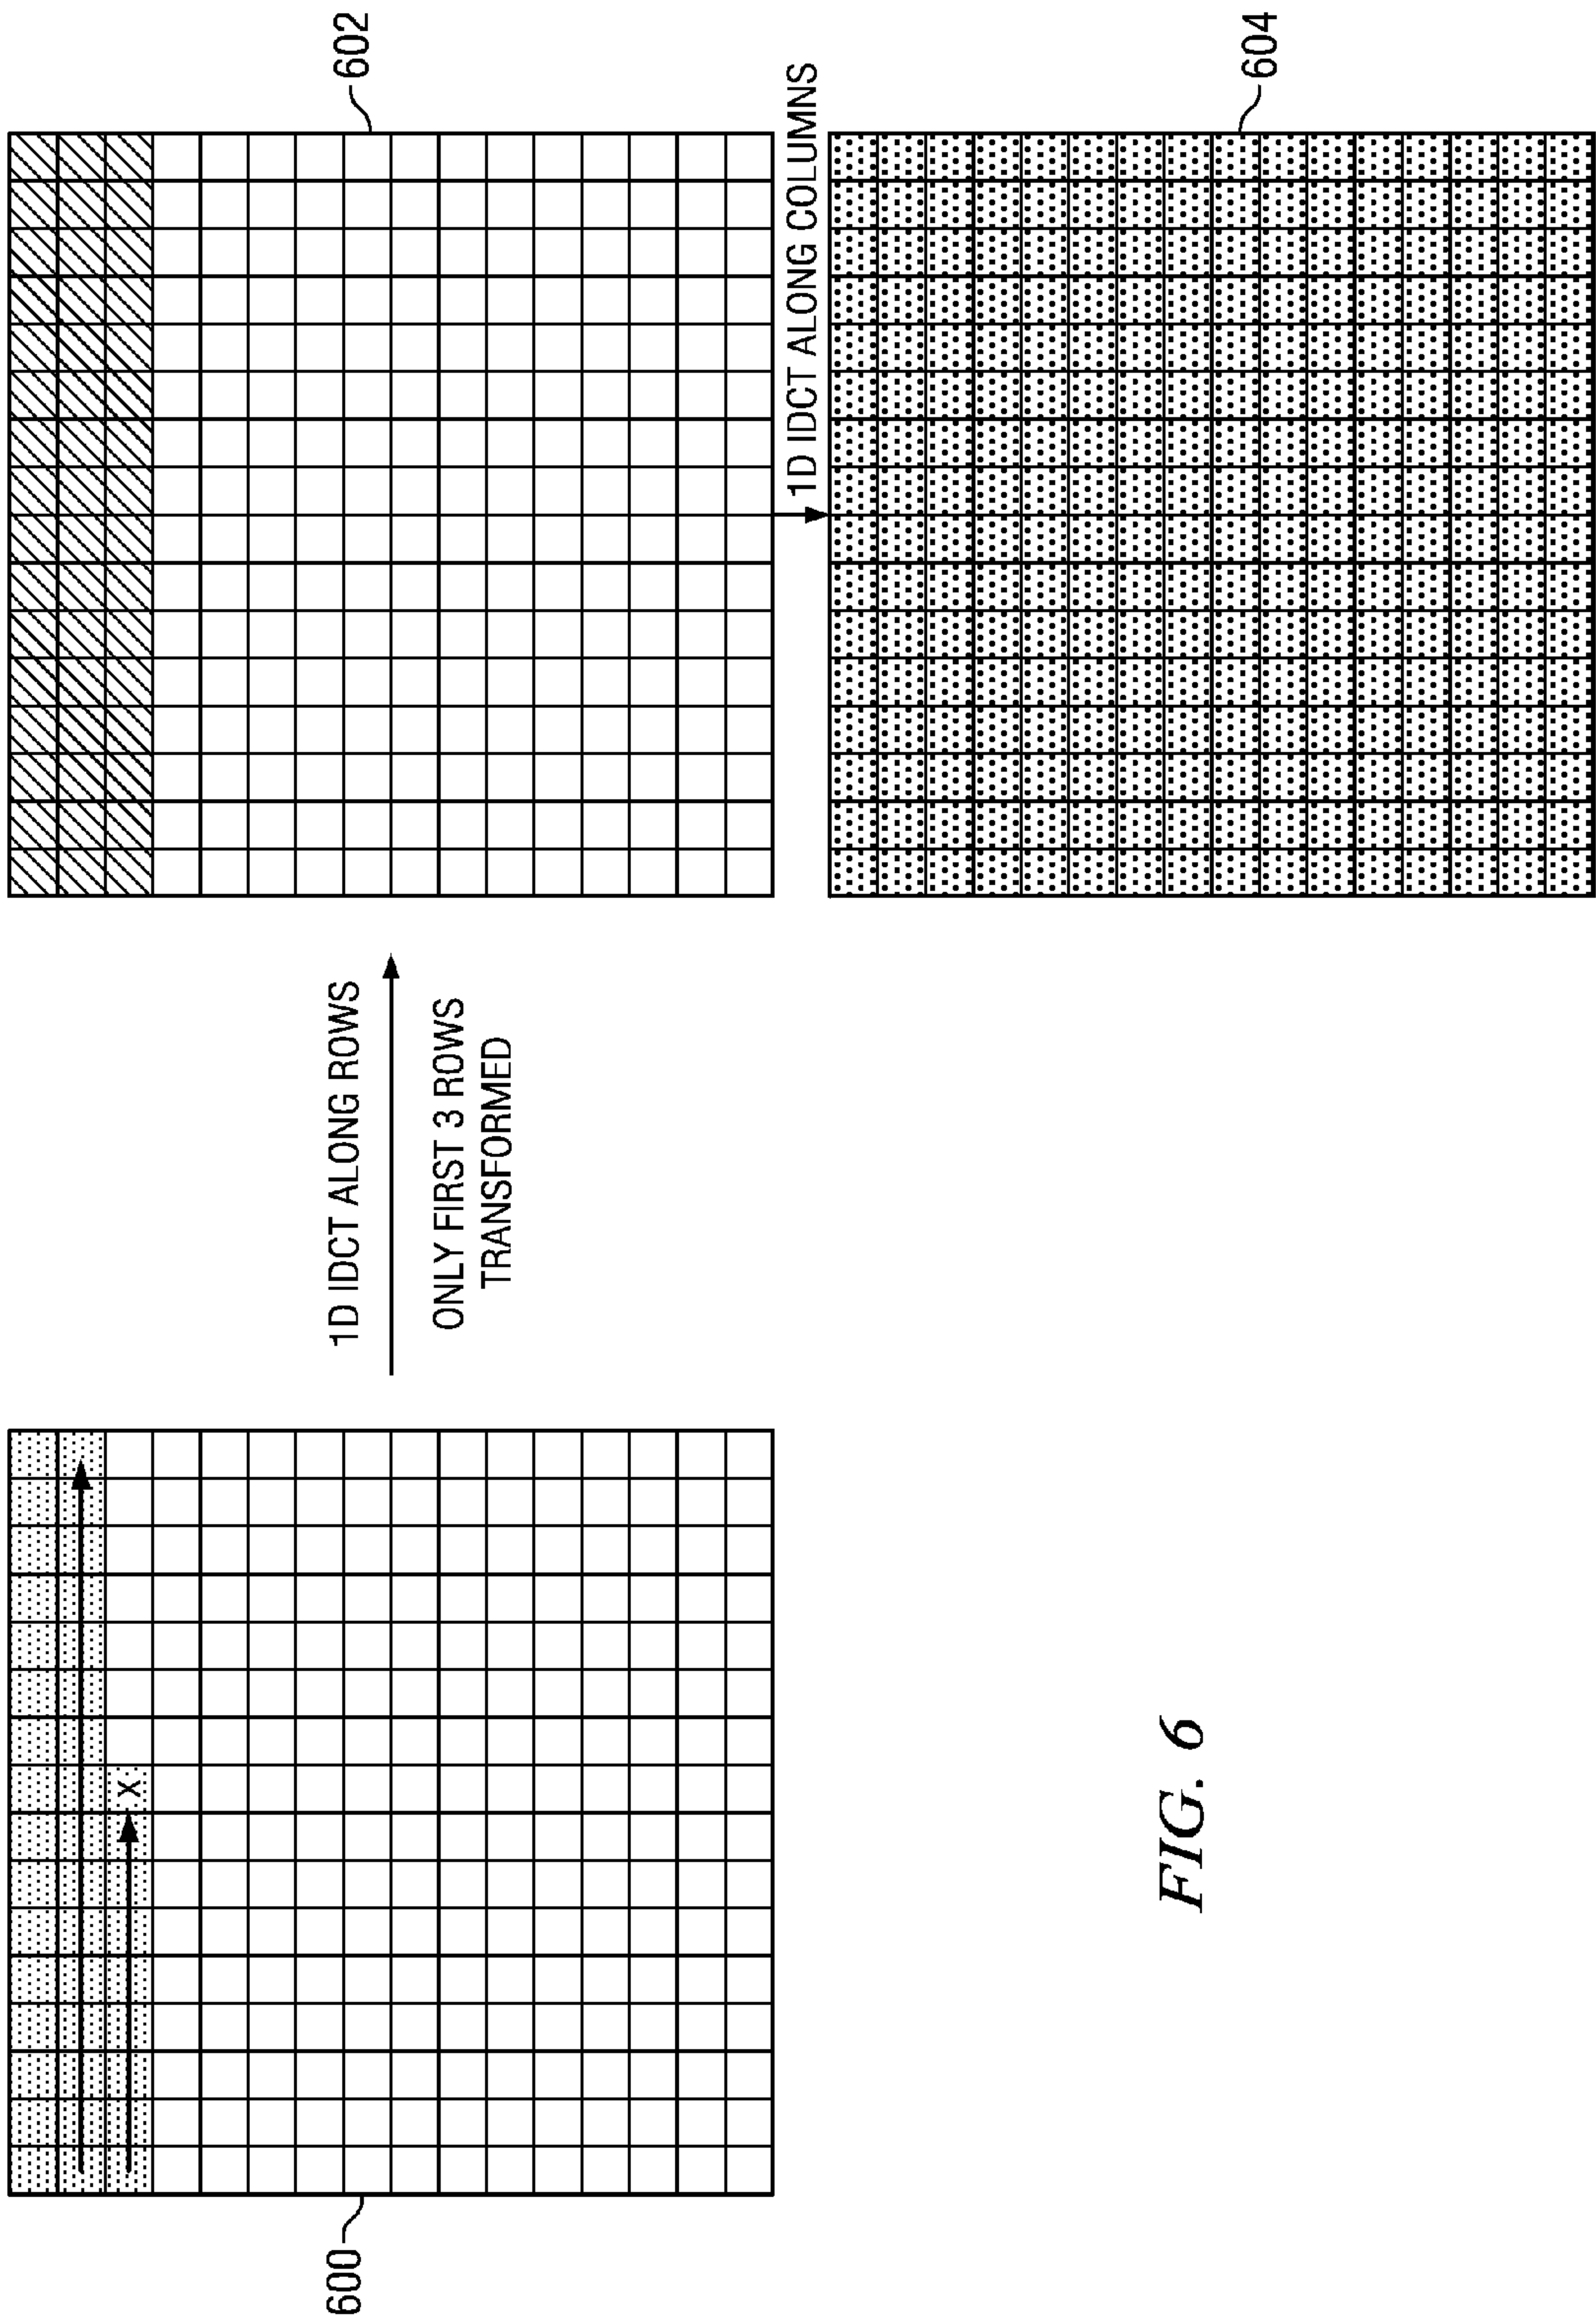 600
X
1D IDCT ALONG ROWS
ONLY FIRST 3 ROWS
TRANSFORMED
602
1D IDCT ALONG COLUMNS
604
FIG. 6